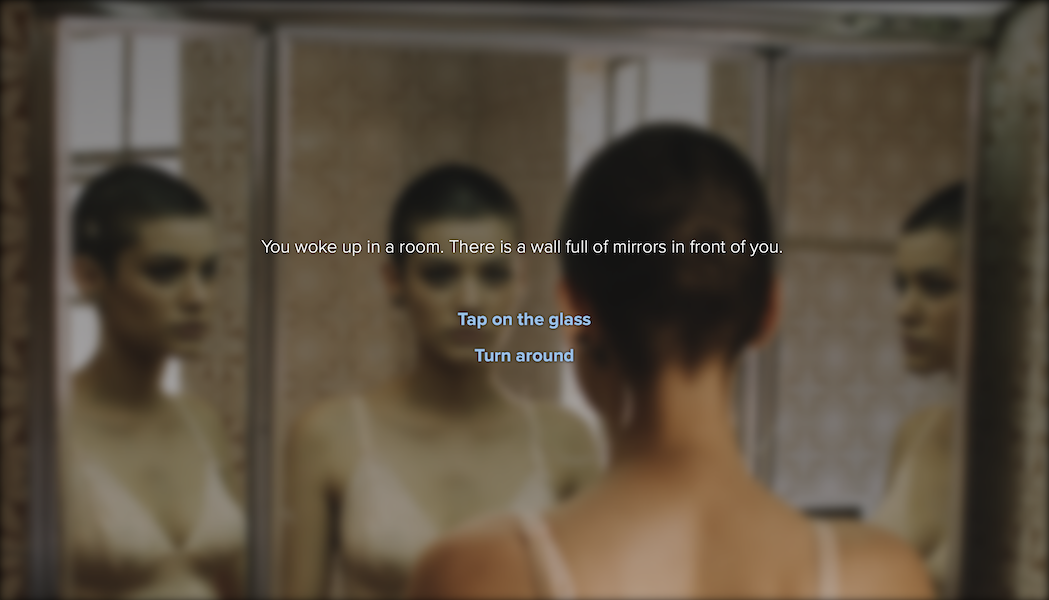 You woke up in a room. There is a wall full of mirrors in front of you.
Tap on the glass
Turn around